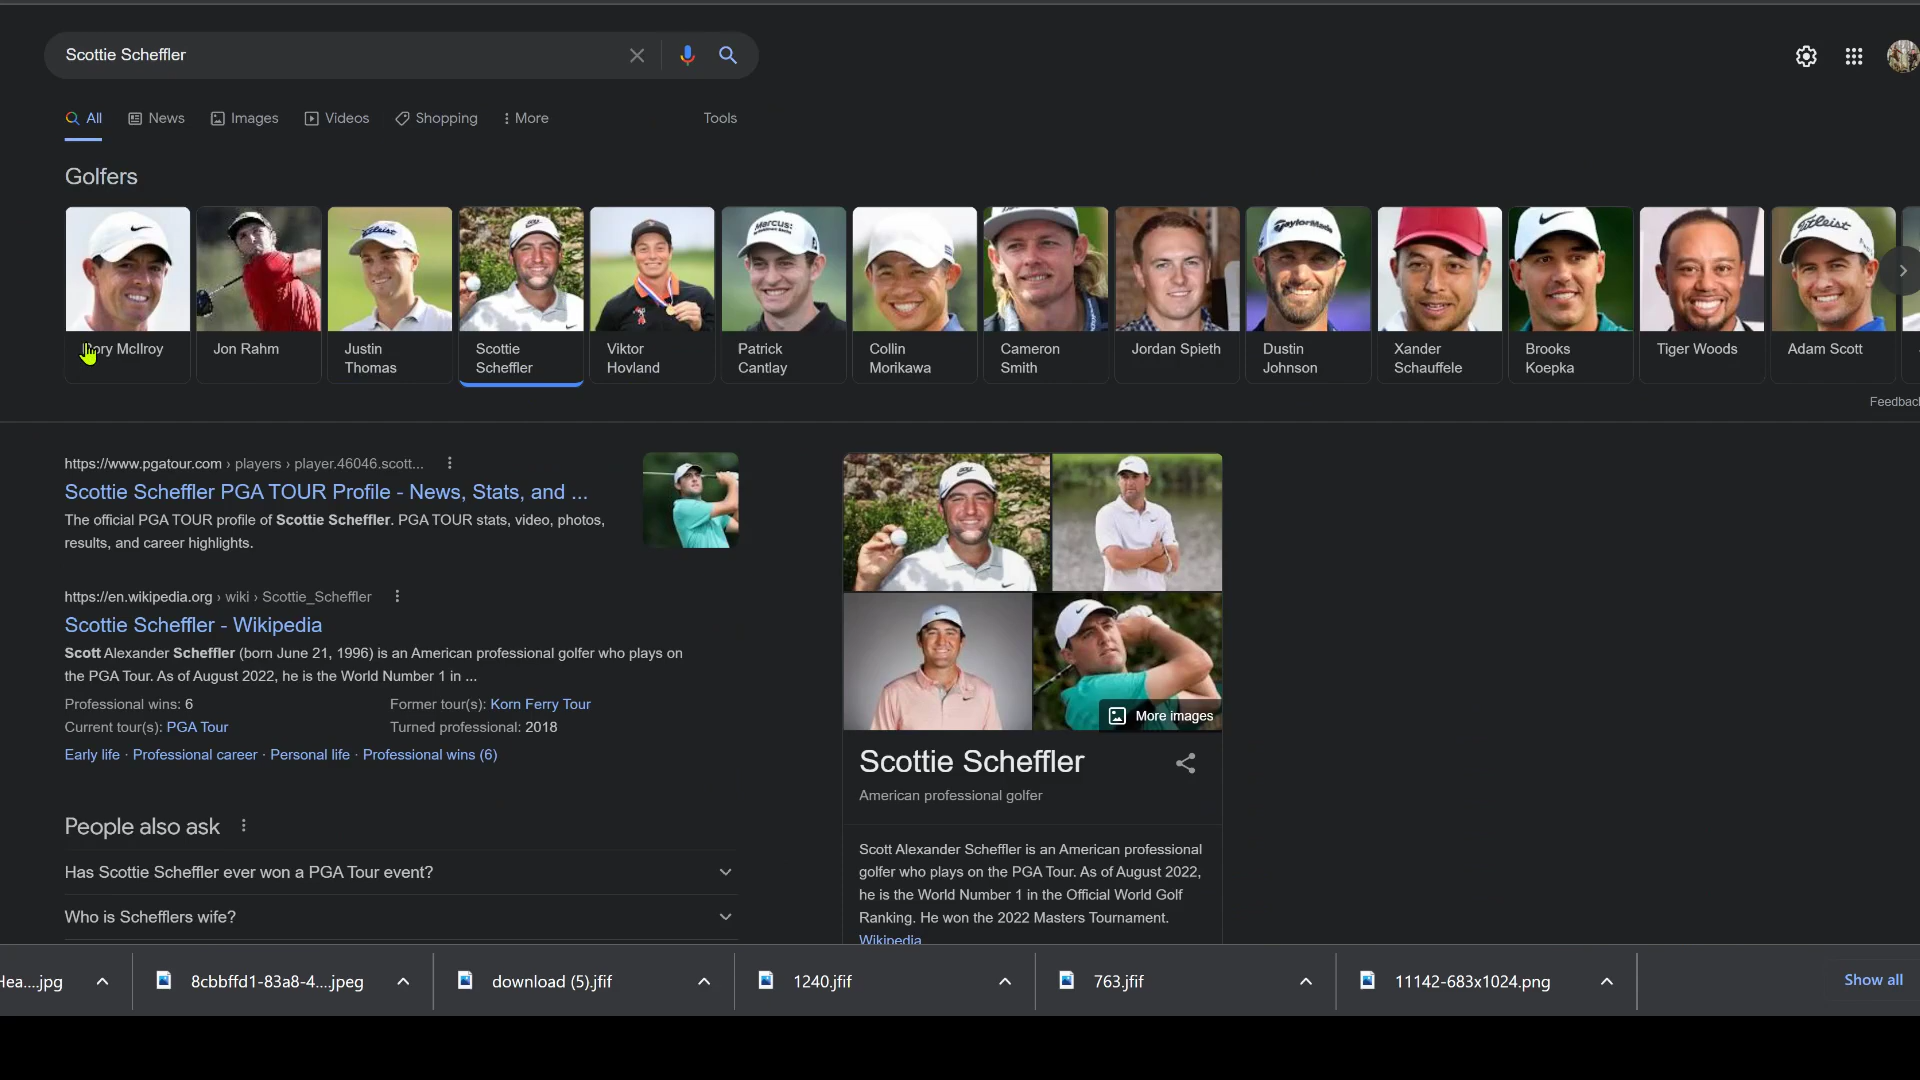 Scottie Scheffler
All
News
Images
Videos
Shopping
More
Tools
Golfers
McIlroy
Jon Rahm
Justin
Thomas
Scottie
Scheffler
Viktor
Hovland
Patrick
Cantlay
Collin
Morikawa
Cameron
Smith
Jordan Spieth
Dustin
Johnson
Xander
Schauffele
Brooks
Koepka
Tiger Woods
Adam Scott
Marcus:
TaylorMade
Titleist
Titleist
https://www.pgatour.com › players › player.46046.scott...
Scottie Scheffler PGA TOUR Profile - News, Stats, and ...
The official PGA TOUR profile of Scottie Scheffler. PGA TOUR stats, video, photos,
results, and career highlights.
https://en.wikipedia.org › wiki › Scottie_Scheffler
Scottie Scheffler - Wikipedia
Scott Alexander Scheffler (born June 21, 1996) is an American professional golfer who plays on
the PGA Tour. As of August 2022, he is the World Number 1 in ...
Professional wins: 6
Former tour(s): Korn Ferry Tour
Current tour(s): PGA Tour
Turned professional: 2018
Early life · Professional career · Personal life · Professional wins (6)
People also ask
Has Scottie Scheffler ever won a PGA Tour event?
Who is Schefflers wife?
More images
Scottie Scheffler
American professional golfer
Scott Alexander Scheffler is an American professional
golfer who plays on the PGA Tour. As of August 2022,
he is the World Number 1 in the Official World Golf
Ranking. He won the 2022 Masters Tournament.
Wikipedia
Hea....jpg
8cbbffd1-83a8-4....jpeg
download (5).jfif
1240.jfif
763.jfif
11142-683x1024.png
Show all